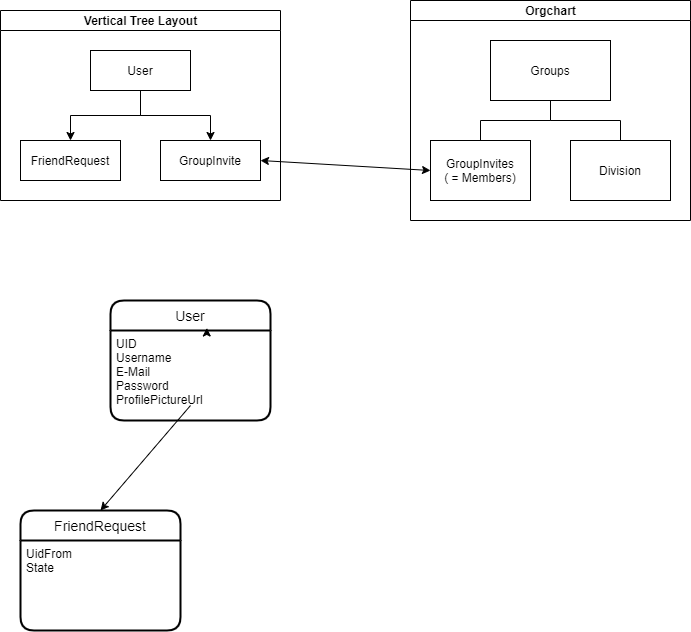 Vertical Tree Layout
User
FriendRequest
GroupInvite
Orgchart
Groups
GroupInvites
( = Members)
Division
User
UID
Username
E-Mail
Password
ProfilePictureUrl
FriendRequest
UidFrom
State